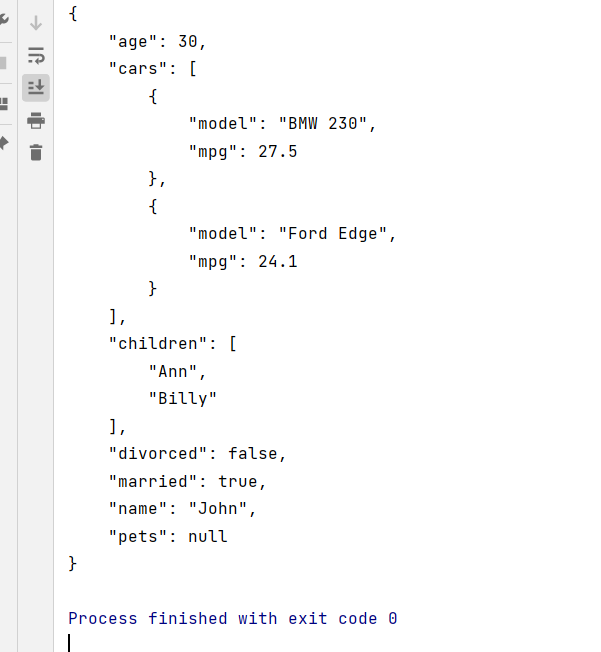 {
    "age": 30,
    "cars": [
        {
            "model": "BMW 230",
            "mpg": 27.5
        },
        {
            "model": "Ford Edge",
            "mpg": 24.1
        }
    ],
    "children": [
        "Ann",
        "Billy"
    ],
    "divorced": false,
    "married": true,
    "name": "John",
    "pets": null
}

Process finished with exit code 0